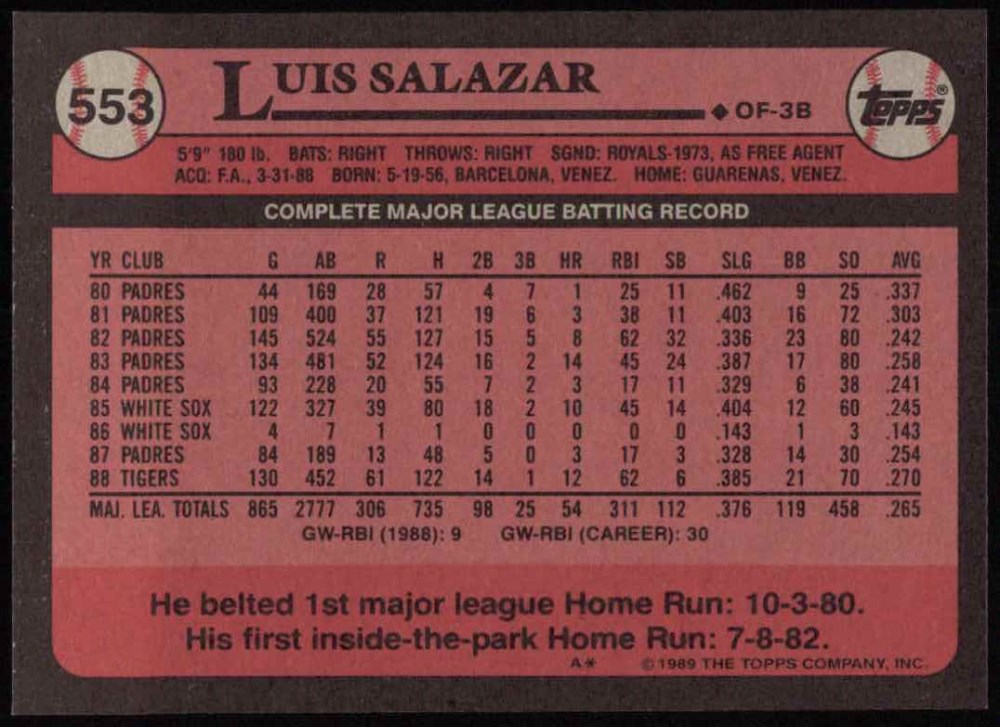 553 LUIS SALAZAR ◆ OF-3B TOPPS®
5'9" 180 lb. BATS: RIGHT THROWS: RIGHT SGND: ROYALS-1973, AS FREE AGENT
ACQ: F.A., 3-31-88 BORN: 5-19-56, BARCELONA, VENEZ. HOME: GUARENAS, VENEZ.
COMPLETE MAJOR LEAGUE BATTING RECORD
YR CLUB G AB R H 2B 3B HR RBI SB SLG BB SO AVG
80 PADRES 44 169 28 57 4 7 1 25 11 .462 9 25 .337
81 PADRES 109 400 37 121 19 6 3 38 11 .403 16 72 .303
82 PADRES 145 524 55 127 15 5 8 62 32 .336 23 80 .242
83 PADRES 134 481 52 124 16 2 14 45 24 .387 17 80 .258
84 PADRES 93 228 20 55 7 2 3 17 11 .329 6 38 .241
85 WHITE SOX 122 327 39 80 18 2 10 45 14 .404 12 60 .245
86 WHITE SOX 4 7 1 1 0 0 0 0 0 .143 1 3 .143
87 PADRES 84 189 13 48 5 0 3 17 3 .328 14 30 .254
88 TIGERS 130 452 61 122 14 1 12 62 6 .385 21 70 .270
MAJ. LEA. TOTALS 865 2777 306 735 98 25 54 311 112 .376 119 458 .265
GW-RBI (1988): 9 GW-RBI (CAREER): 30
He belted 1st major league Home Run: 10-3-80.
His first inside-the-park Home Run: 7-8-82.
A* © 1989 THE TOPPS COMPANY, INC.